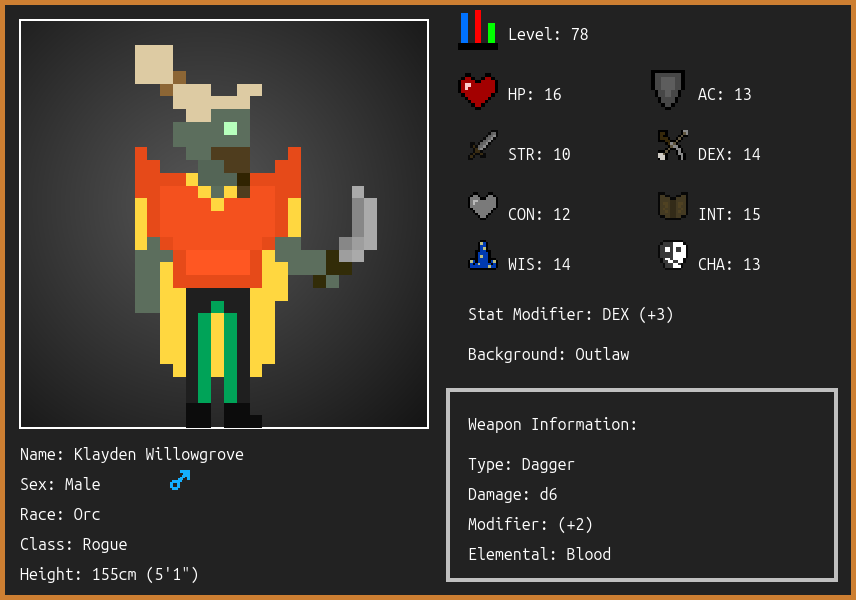 Level: 78
HP: 16
AC: 13
STR: 10
DEX: 14
CON: 12
INT: 15
WIS: 14
CHA: 13
Stat Modifier: DEX (+3)
Background: Outlaw
Weapon Information:
Type: Dagger
Damage: d6
Modifier: (+2)
Elemental: Blood
Name: Klayden Willowgrove
Sex: Male
Race: Orc
Class: Rogue
Height: 155cm (5'1")